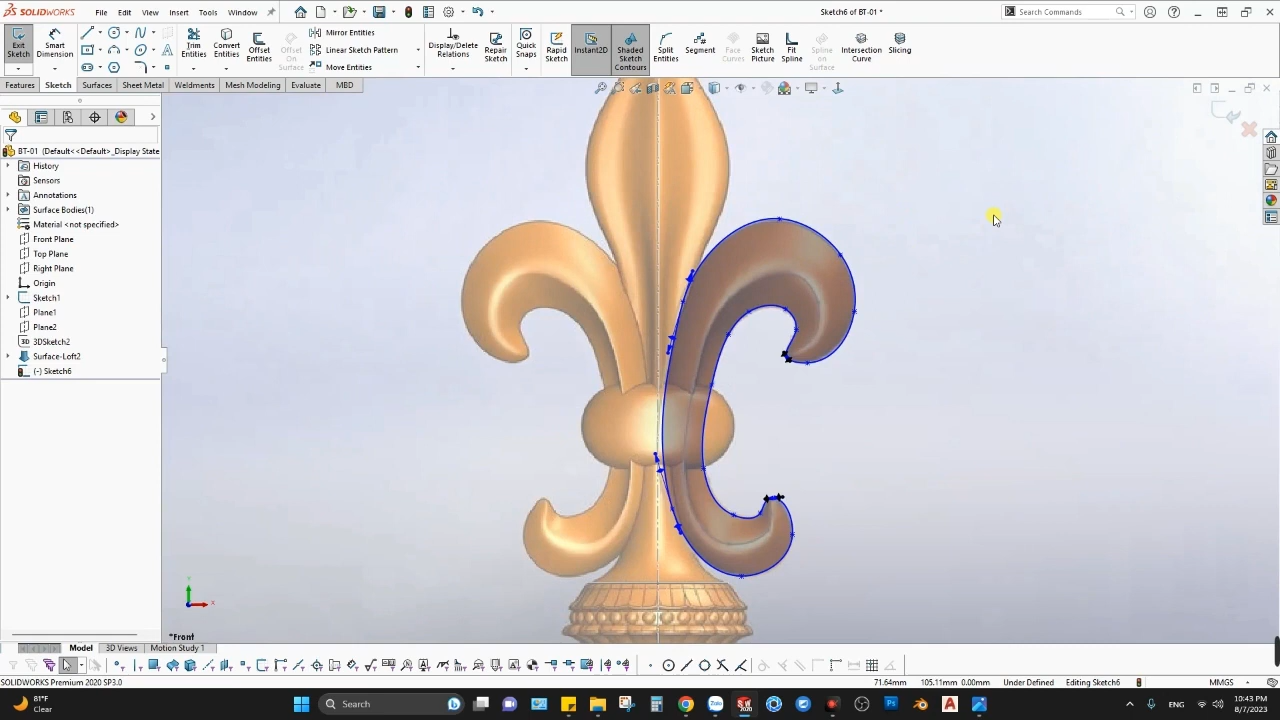 SOLIDWORKS File Edit View Insert Tools Window Sketch6 of BT-01 * Search Commands
Exit Sketch Smart Dimension Trim Entities Convert Entities Offset Entities Offset On Surface Mirror Entities Linear Sketch Pattern Move Entities Display/Delete Relations Repair Sketch Quick Snaps Rapid Sketch Instant2D Shaded Sketch Contours Split Entities Segment Face Curves Sketch Picture Fit Spline Spline on Surface Intersection Curve Slicing
Features Sketch Surfaces Sheet Metal Weldments Mesh Modeling Evaluate MBD
BT-01 (Default<<Default>_Display State
History
Sensors
Annotations
Surface Bodies(1)
Material <not specified>
Front Plane
Top Plane
Right Plane
Origin
Sketch1
Plane1
Plane2
3D 3DSketch2
Surface-Loft2
(-) Sketch6
Y
X
*Front
Model 3D Views Motion Study 1
SOLIDWORKS Premium 2020 SP3.0 71.64mm 105.11mm 0.00mm Under Defined Editing Sketch6 MMGS
81°F
Clear
Search
ENG
10:43 PM
8/7/2023